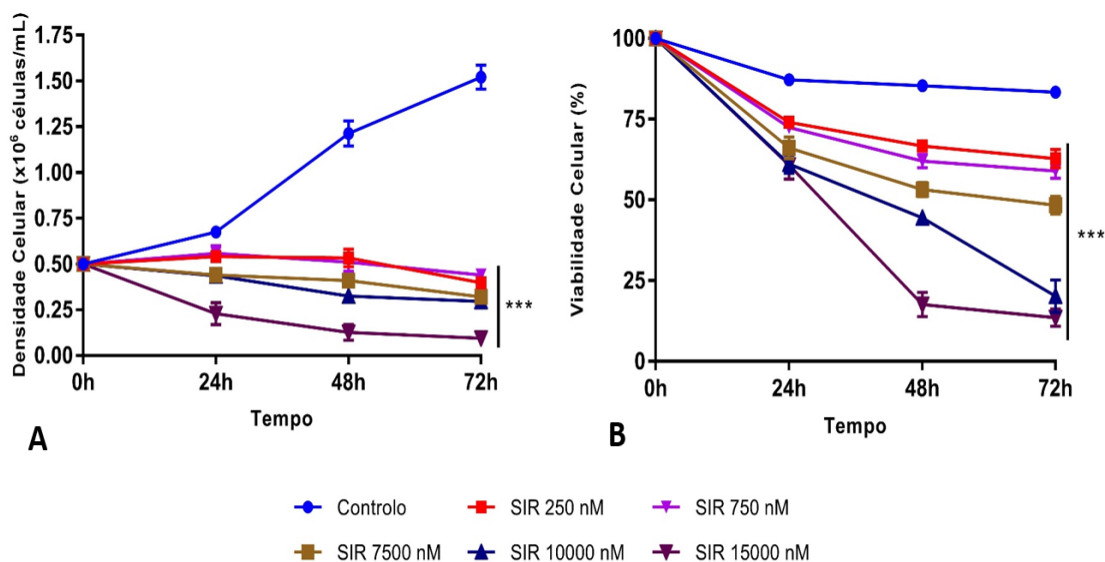 Densidade Celular (x10⁶ células/mL)
1.75
1.50
1.25
1.00
0.75
0.50
0.25
0.00
0h 24h 48h 72h
Tempo
***
A
Viabilidade Celular (%)
100
75
50
25
0
0h 24h 48h 72h
Tempo
***
B
Controlo SIR 250 nM SIR 750 nM
SIR 7500 nM SIR 10000 nM SIR 15000 nM